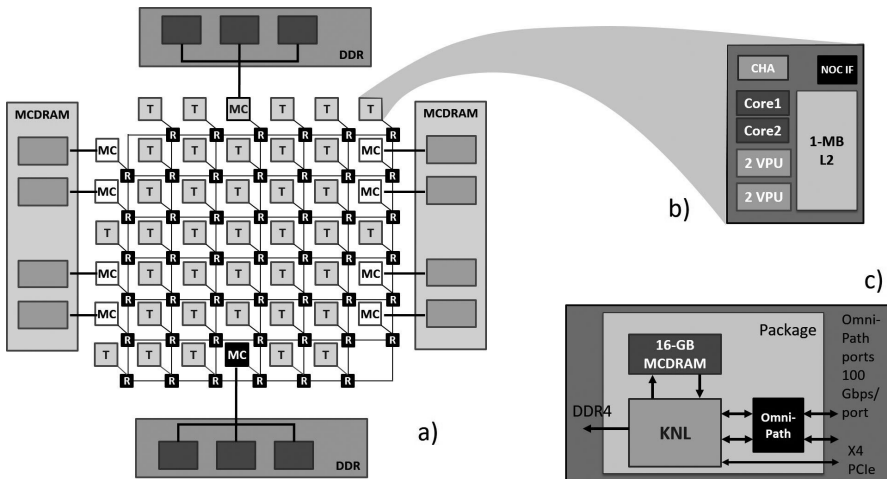 DDR
T T MC T T T
R R R R R R
MCDRAM
MC T T T T T MC
R R R R R R R
MC T T T T T MC
R R R R R R R
T T T T T T T
R R R R R R R
MC T T T T T MC
R R R R R R R
MC T T T T T MC
R R R R R R R
T T T MC T T
R R R R R R
MCDRAM
DDR
a)
CHA
NOC IF
Core1
Core2
2 VPU
2 VPU
1-MB
L2
b)
c)
Package
16-GB
MCDRAM
DDR4
KNL
Omni-
Path
Omni-
Path
ports
100
Gbps/
port
X4
PCIe